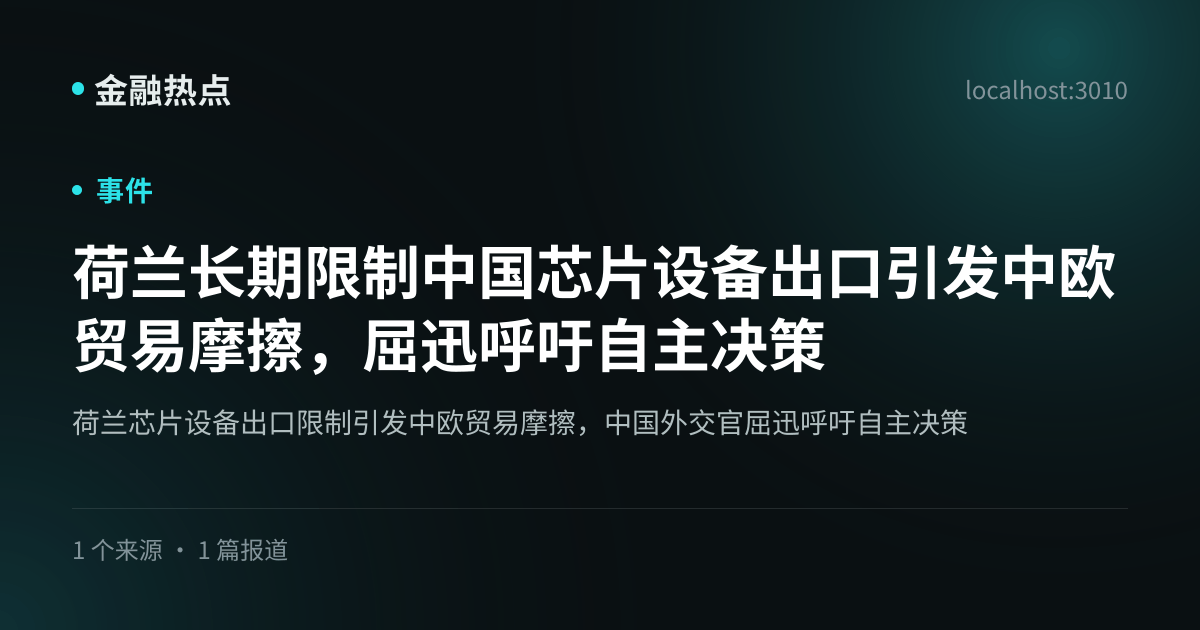 金融热点
localhost:3010
事件
荷兰长期限制中国芯片设备出口引发中欧
贸易摩擦，屈迅呼吁自主决策
荷兰芯片设备出口限制引发中欧贸易摩擦，中国外交官屈迅呼吁自主决策
1 个来源 · 1 篇报道